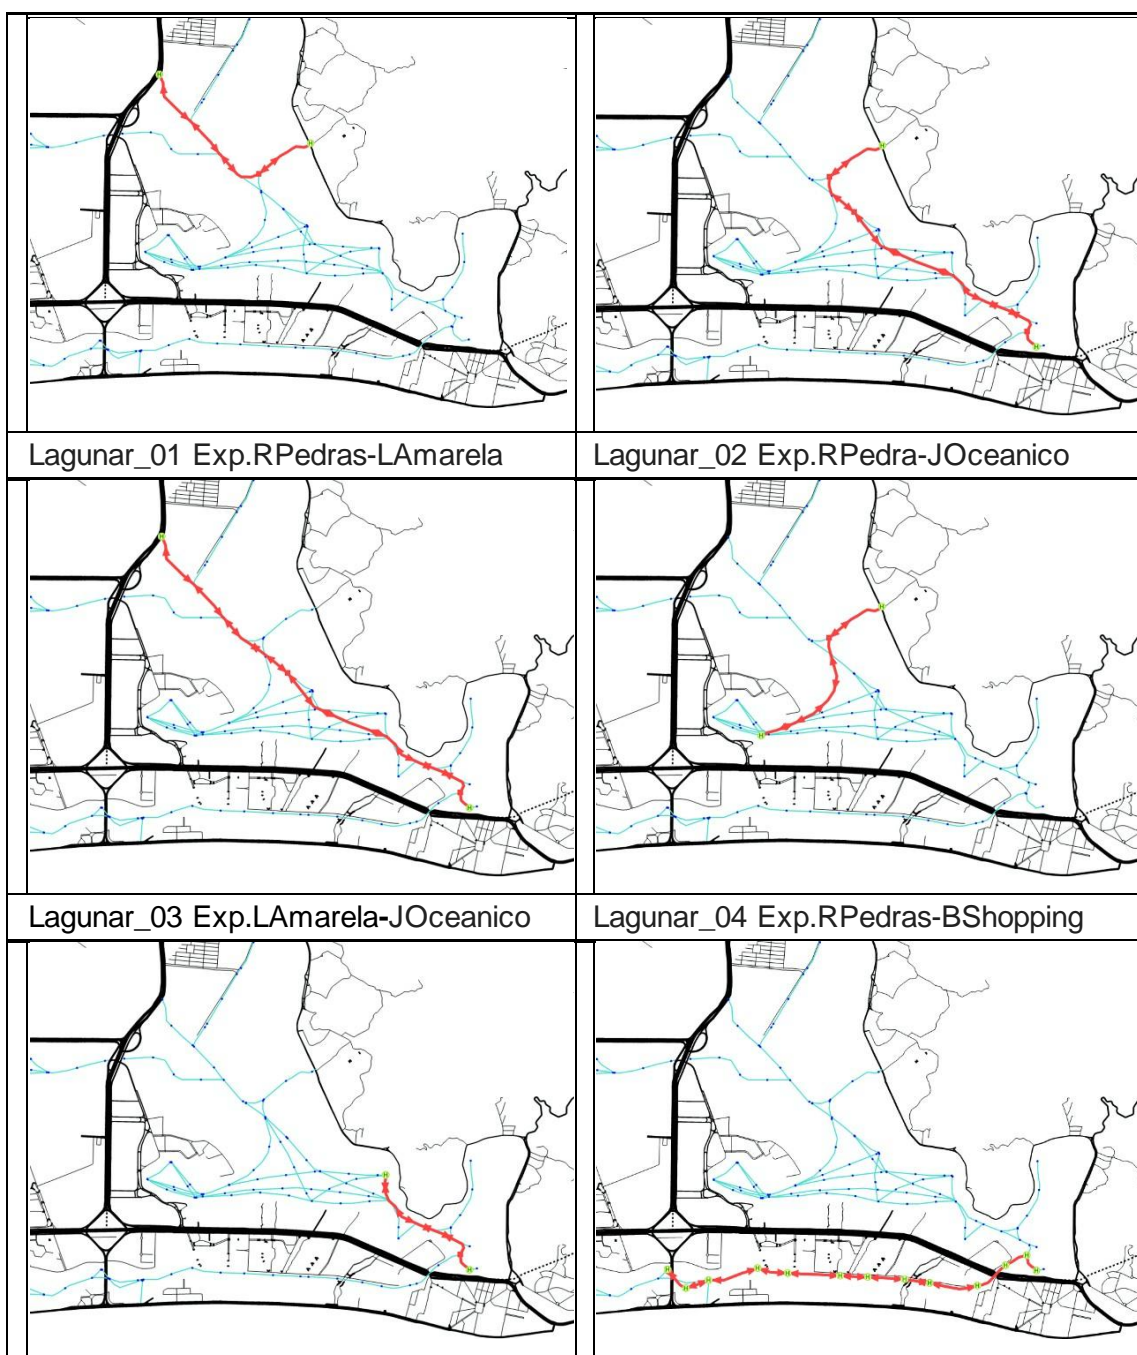 Lagunar_01 Exp.RPedras-LAmarela
Lagunar_02 Exp.RPedra-JOceanico
Lagunar_03 Exp.LAmarela-JOceanico
Lagunar_04 Exp.RPedras-BShopping